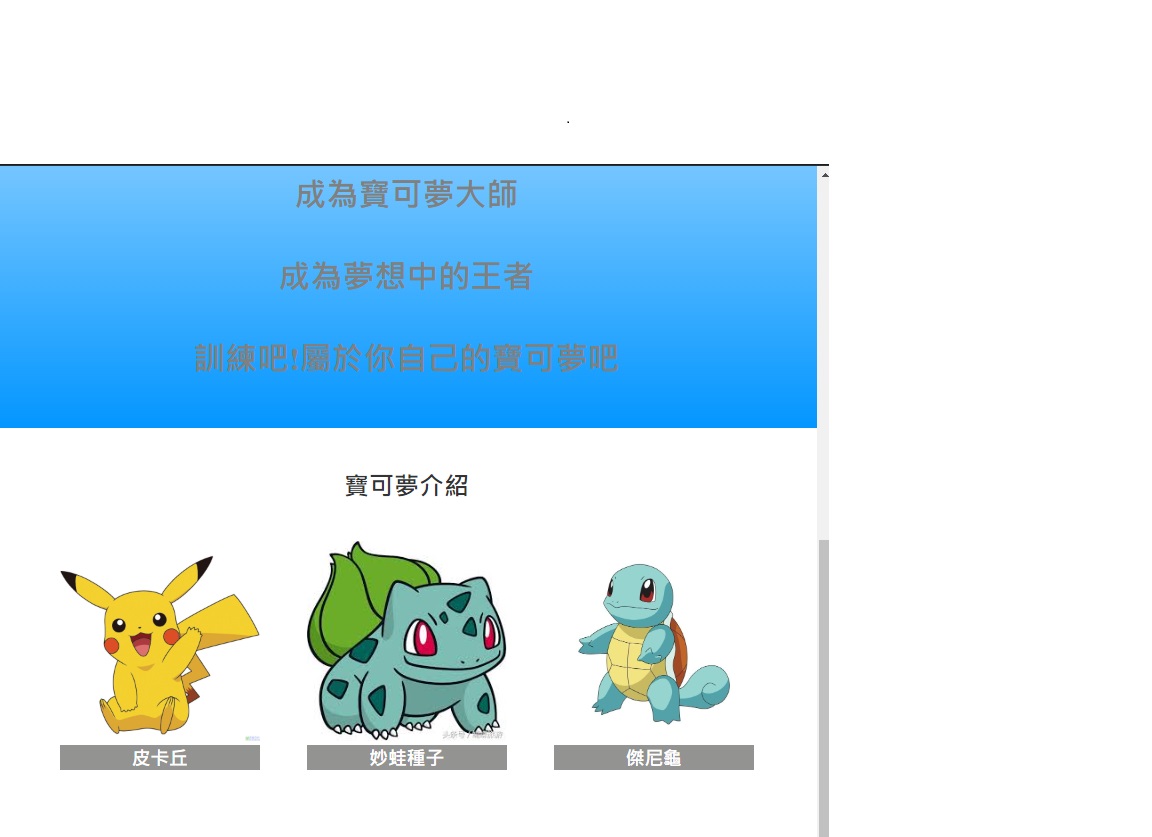 成為寶可夢大師
成為夢想中的王者
訓練吧!屬於你自己的寶可夢吧
寶可夢介紹
皮卡丘
妙蛙種子
傑尼龜